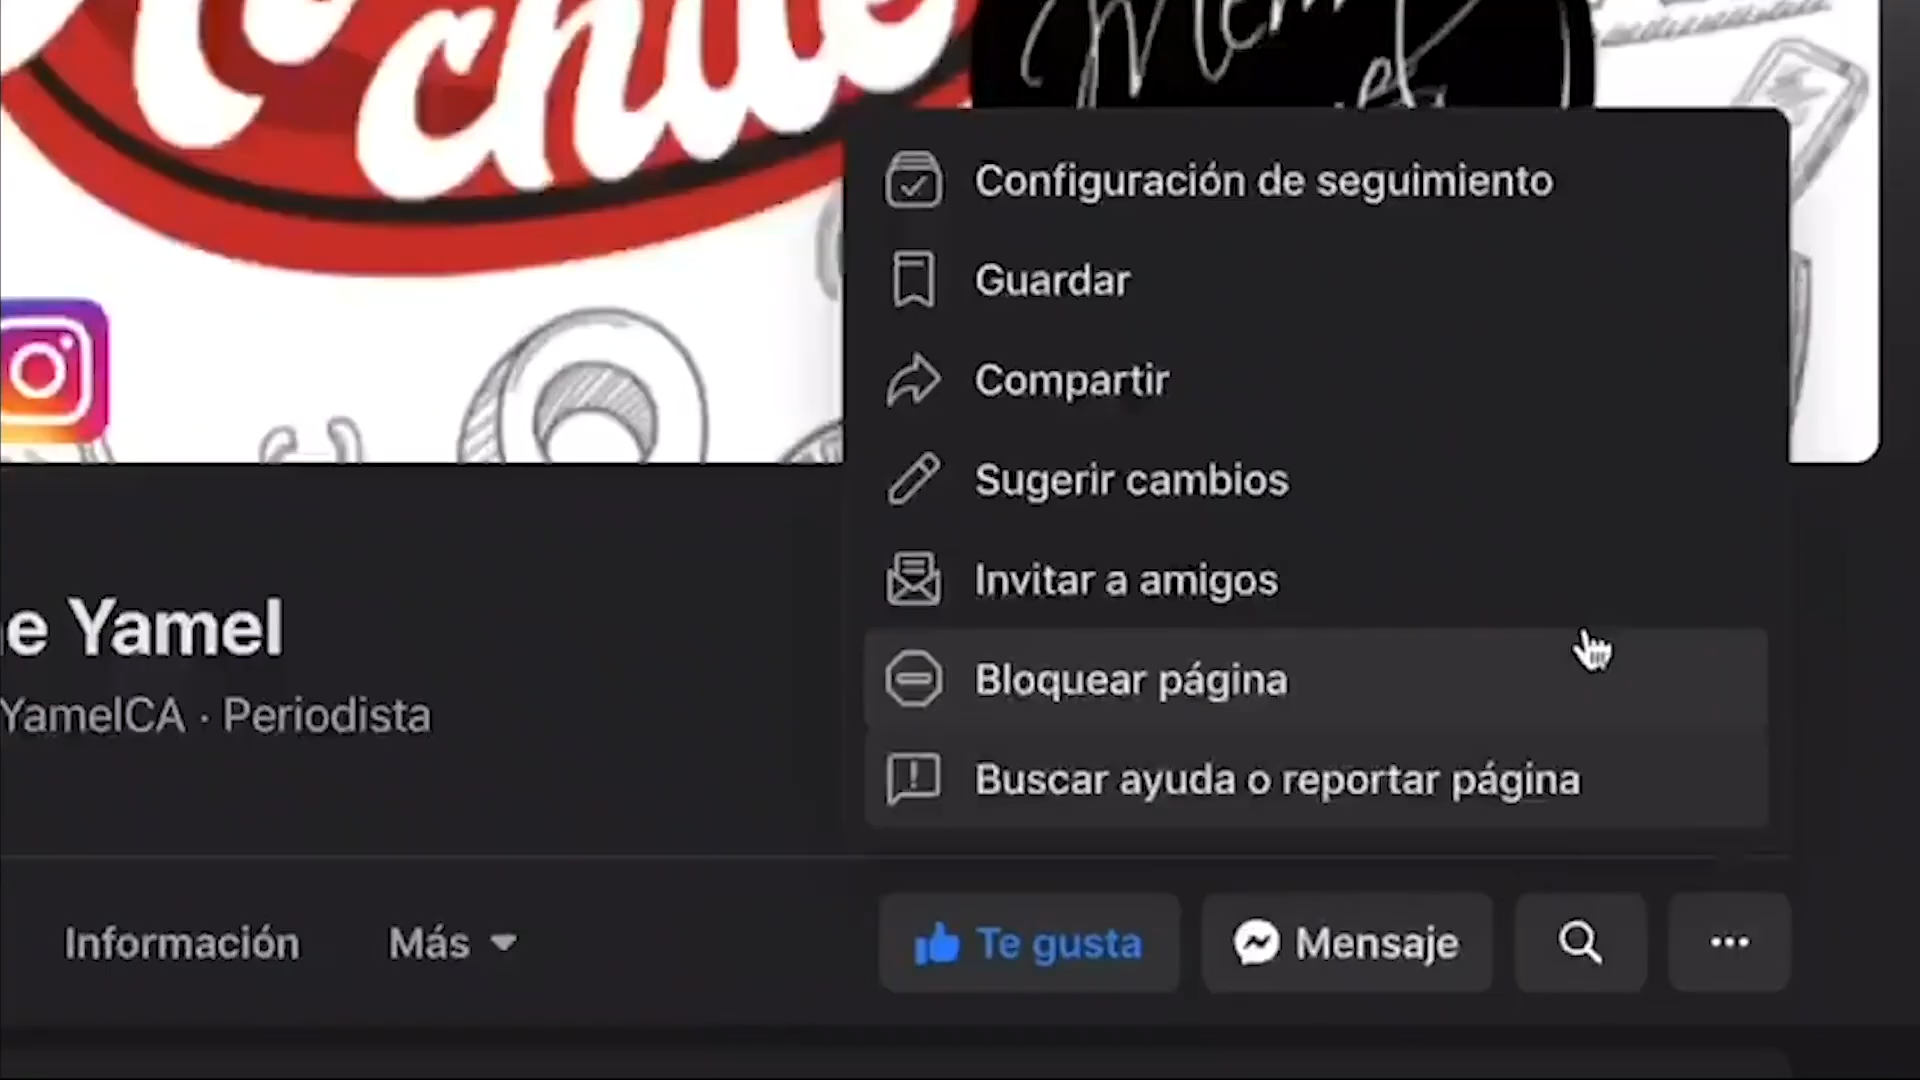 chile
Configuración de seguimiento
Guardar
Compartir
Sugerir cambios
Invitar a amigos
e Yamel
Bloquear página
YamelCA · Periodista
Buscar ayuda o reportar página
Información
Más
Te gusta
Mensaje